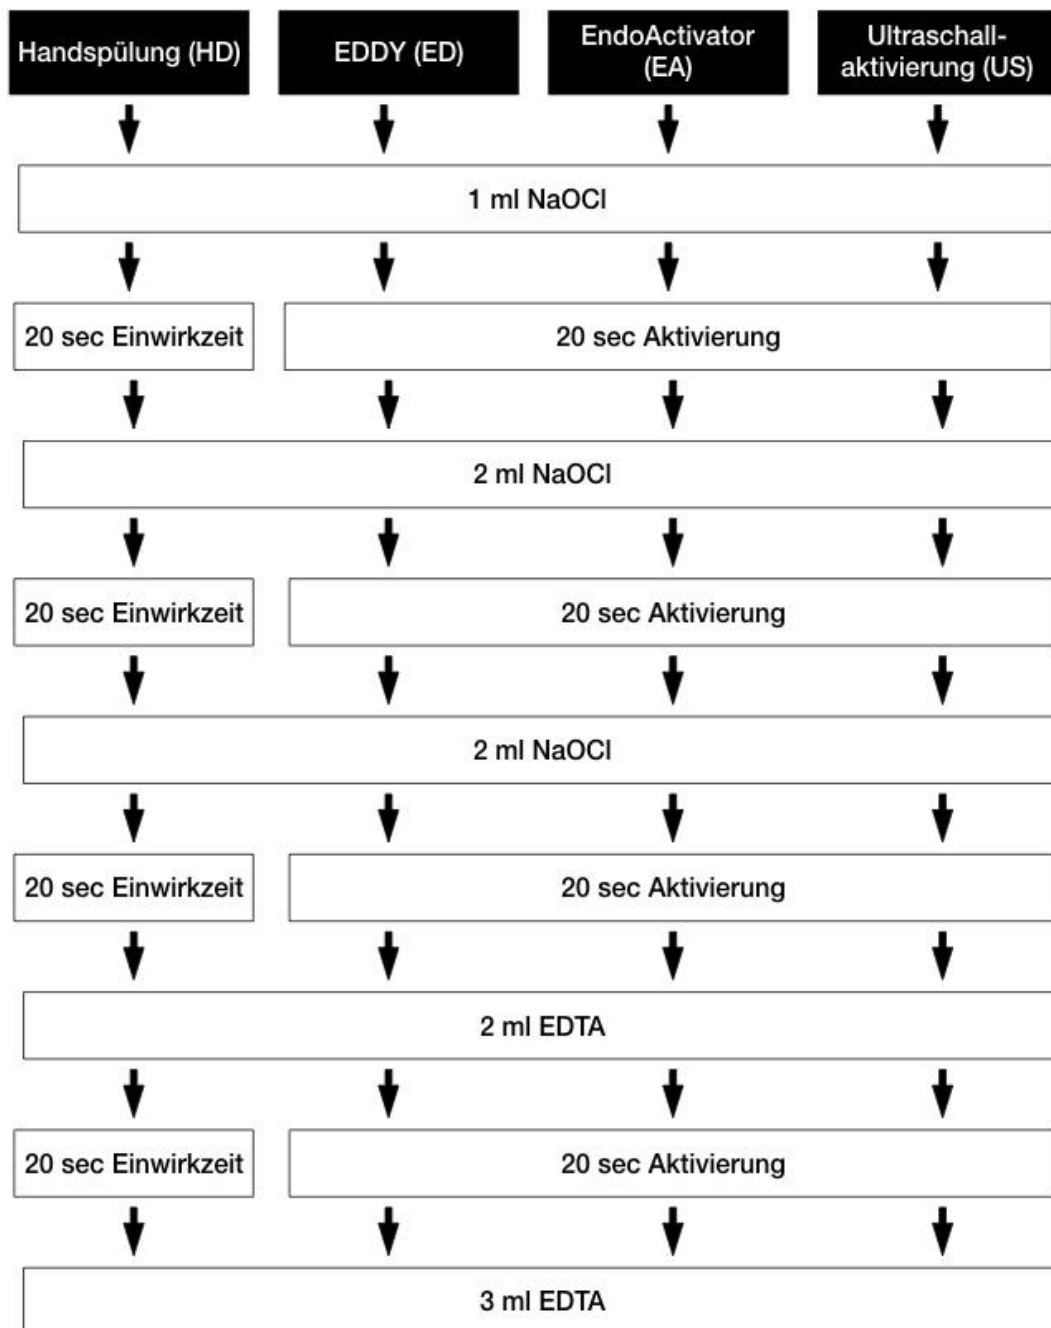 Handspülung (HD)
EDDY (ED)
EndoActivator
(EA)
Ultraschall-
aktivierung (US)
1 ml NaOCl
20 sec Einwirkzeit
20 sec Aktivierung
2 ml NaOCl
20 sec Einwirkzeit
20 sec Aktivierung
2 ml NaOCl
20 sec Einwirkzeit
20 sec Aktivierung
2 ml EDTA
20 sec Einwirkzeit
20 sec Aktivierung
3 ml EDTA